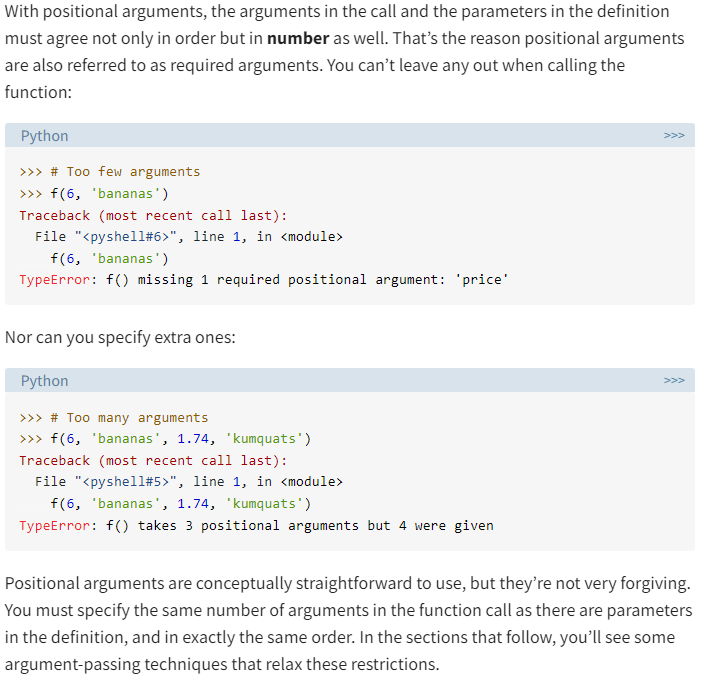 With positional arguments, the arguments in the call and the parameters in the definition
must agree not only in order but in number as well. That’s the reason positional arguments
are also referred to as required arguments. You can’t leave any out when calling the
function:
Python >>>
>>> # Too few arguments
>>> f(6, 'bananas')
Traceback (most recent call last):
  File "<pyshell#6>", line 1, in <module>
    f(6, 'bananas')
TypeError: f() missing 1 required positional argument: 'price'
Nor can you specify extra ones:
Python >>>
>>> # Too many arguments
>>> f(6, 'bananas', 1.74, 'kumquats')
Traceback (most recent call last):
  File "<pyshell#5>", line 1, in <module>
    f(6, 'bananas', 1.74, 'kumquats')
TypeError: f() takes 3 positional arguments but 4 were given
Positional arguments are conceptually straightforward to use, but they’re not very forgiving.
You must specify the same number of arguments in the function call as there are parameters
in the definition, and in exactly the same order. In the sections that follow, you’ll see some
argument-passing techniques that relax these restrictions.